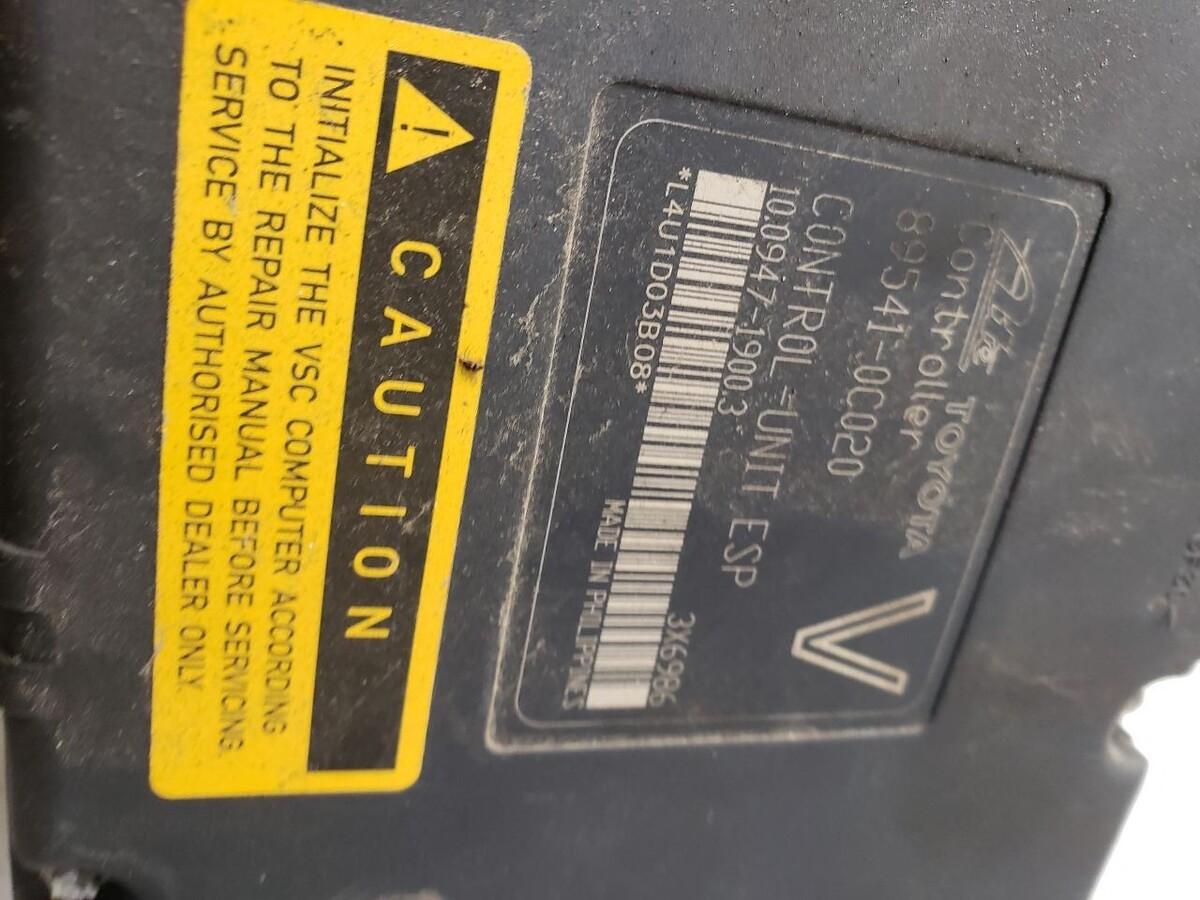 Ate TOYOTA
Controller
89541-0C020
CONTROL-UNIT ESP
10.0947-1900.3
3X6986
*L4U1D03B08*
MADE IN PHILIPPINES
V
CAUTION
INITIALIZE THE VSC COMPUTER ACCORDING
TO THE REPAIR MANUAL BEFORE SERVICING.
SERVICE BY AUTHORISED DEALER ONLY.